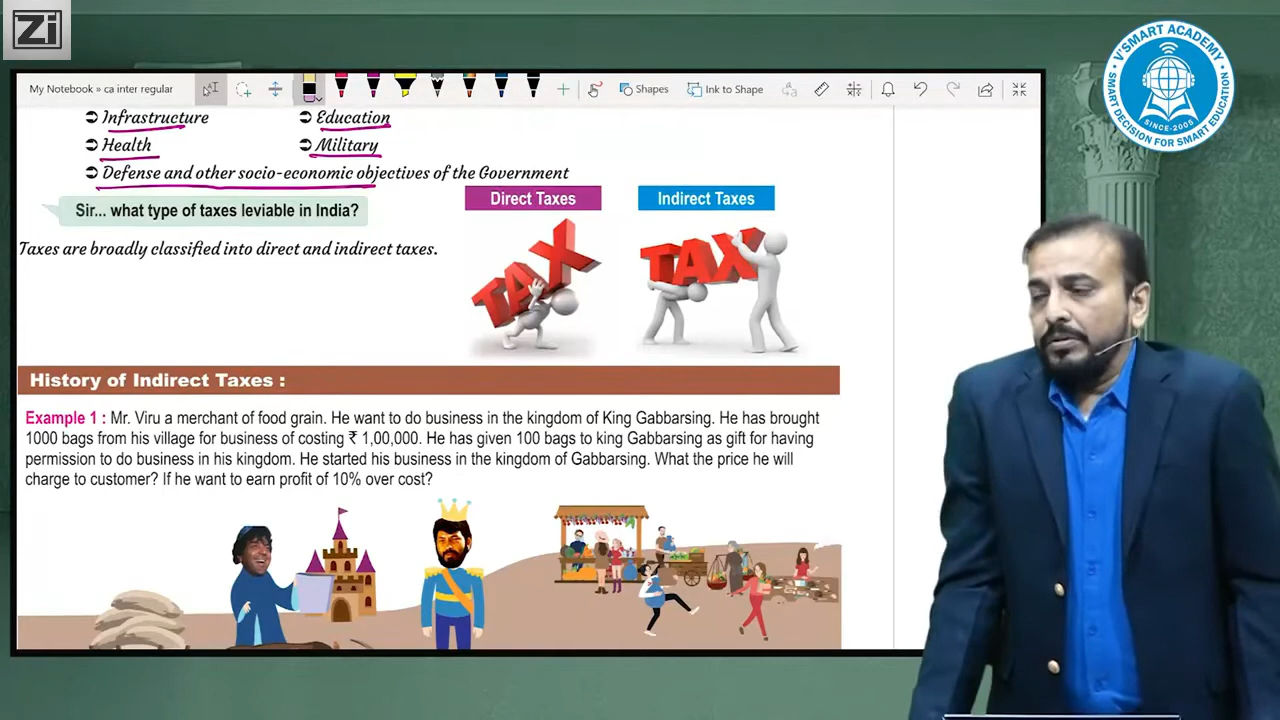 Zi
My Notebook » ca inter regular
Shapes
Ink to Shape
➲ Infrastructure
➲ Education
➲ Health
➲ Military
➲ Defense and other socio-economic objectives of the Government
Sir... what type of taxes leviable in India?
Direct Taxes
Indirect Taxes
Taxes are broadly classified into direct and indirect taxes.
TAX
TAX
History of Indirect Taxes :
Example 1 : Mr. Viru a merchant of food grain. He want to do business in the kingdom of King Gabbarsing. He has brought
1000 bags from his village for business of costing ₹ 1,00,000. He has given 100 bags to king Gabbarsing as gift for having
permission to do business in his kingdom. He started his business in the kingdom of Gabbarsing. What the price he will
charge to customer? If he want to earn profit of 10% over cost?
V'SMART ACADEMY
SINCE-2005
SMART DECISION FOR SMART EDUCATION